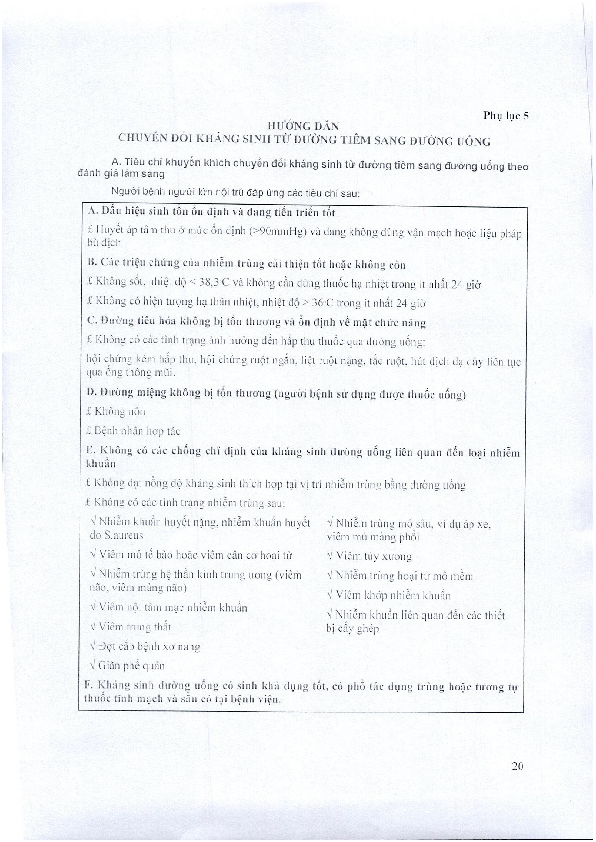 Phụ lục 5
HƯỚNG DẪN
CHUYỂN ĐỔI KHÁNG SINH TỪ ĐƯỜNG TIÊM SANG ĐƯỜNG UỐNG
A. Tiêu chí khuyến khích chuyển đổi kháng sinh từ đường tiêm sang đường uống theo
đánh giá lâm sàng
Người bệnh người lớn nội trú đáp ứng các tiêu chí sau:
A. Dấu hiệu sinh tồn ổn định và đang tiến triển tốt
£ Huyết áp tâm thu ở mức ổn định (>90mmHg) và đang không dùng vận mạch hoặc liệu pháp
bù dịch
B. Các triệu chứng của nhiễm trùng cải thiện tốt hoặc không còn
£ Không sốt, nhiệt độ < 38,3ºC và không cần dùng thuốc hạ nhiệt trong ít nhất 24 giờ
£ Không có hiện tượng hạ thân nhiệt, nhiệt độ > 36ºC trong ít nhất 24 giờ
C. Đường tiêu hóa không bị tổn thương và ổn định về mặt chức năng
£ Không có các tình trạng ảnh hưởng đến hấp thu thuốc qua đường uống:
hội chứng kém hấp thu, hội chứng ruột ngắn, liệt ruột nặng, tắc ruột, hút dịch dạ dày liên tục
qua ống thông mũi.
D. Đường miệng không bị tổn thương (người bệnh sử dụng được thuốc uống)
£ Không nôn
£ Bệnh nhân hợp tác
E. Không có các chống chỉ định của kháng sinh đường uống liên quan đến loại nhiễm
khuẩn
£ Không đạt nồng độ kháng sinh thích hợp tại vị trí nhiễm trùng bằng đường uống
£ Không có các tình trạng nhiễm trùng sau:
√ Nhiễm khuẩn huyết nặng, nhiễm khuẩn huyết
do S.aureus
√ Viêm mô tế bào hoặc viêm cân cơ hoại tử
√ Nhiễm trùng hệ thần kinh trung ương (viêm
não, viêm màng não)
√ Viêm nội tâm mạc nhiễm khuẩn
√ Viêm trung thất
√ Đợt cấp bệnh xơ nang
√ Giãn phế quản
√ Nhiễm trùng mô sâu, ví dụ áp xe,
viêm mủ màng phổi
√ Viêm tủy xương
√ Nhiễm trùng hoại tử mô mềm
√ Viêm khớp nhiễm khuẩn
√ Nhiễm khuẩn liên quan đến các thiết
bị cấy ghép
F. Kháng sinh đường uống có sinh khả dụng tốt, có phổ tác dụng trùng hoặc tương tự
thuốc tĩnh mạch và sẵn có tại bệnh viện.
20